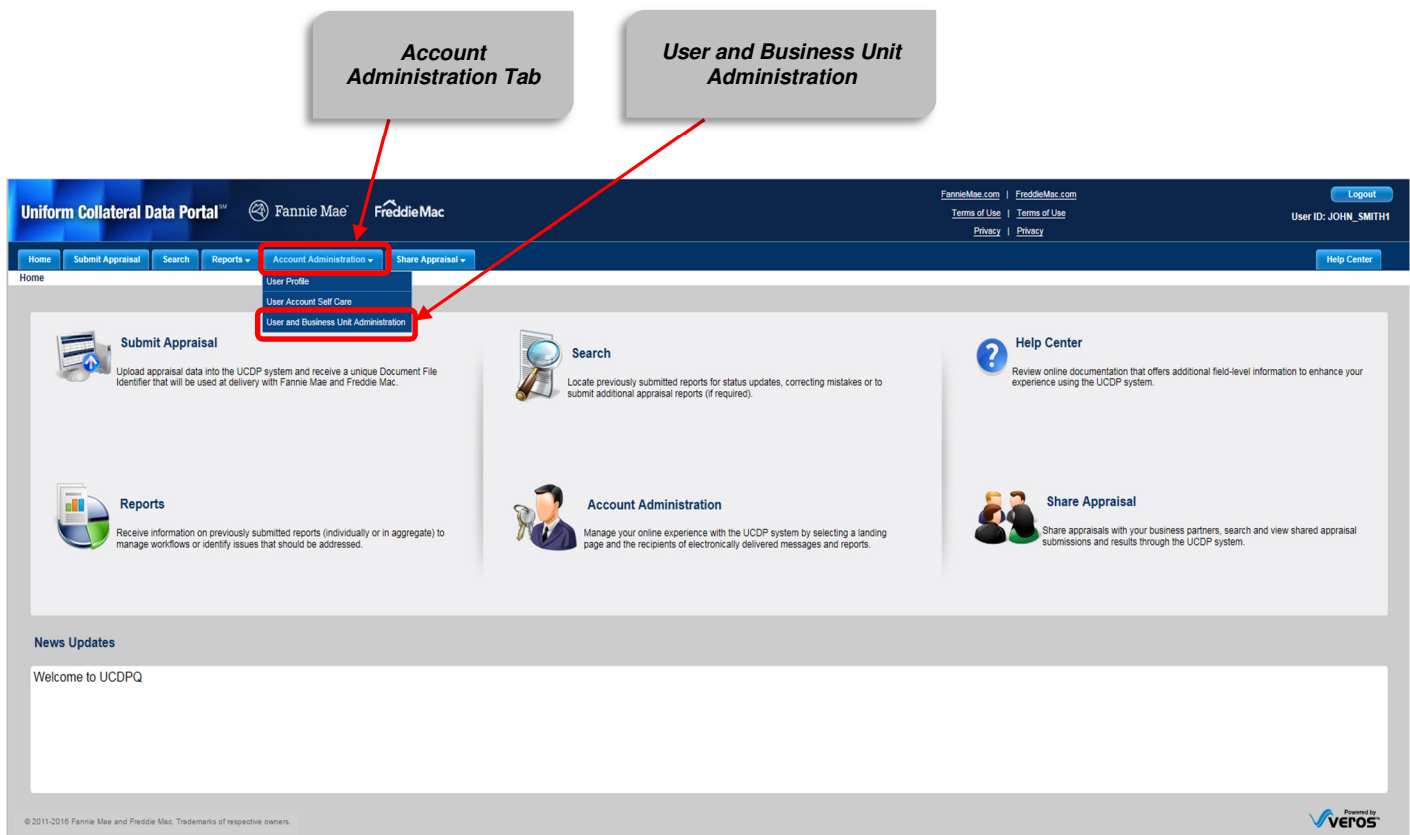 Account
Administration Tab
User and Business Unit
Administration
Uniform Collateral Data Portal℠
Fannie Mae®
Freddie Mac
FannieMae.com | FreddieMac.com
Terms of Use | Terms of Use
Privacy | Privacy
Logout
User ID: JOHN_SMITH1
Home Submit Appraisal Search Reports Account Administration Share Appraisal Help Center
Home
User Profile
User Account Self Care
User and Business Unit Administration
Submit Appraisal
Upload appraisal data into the UCDP system and receive a unique Document File
Identifier that will be used at delivery with Fannie Mae and Freddie Mac.
Search
Locate previously submitted reports for status updates, correcting mistakes or to
submit additional appraisal reports (if required).
Help Center
Review online documentation that offers additional field-level information to enhance your
experience using the UCDP system.
Reports
Receive information on previously submitted reports (individually or in aggregate) to
manage workflows or identify issues that should be addressed.
Account Administration
Manage your online experience with the UCDP system by selecting a landing
page and the recipients of electronically delivered messages and reports.
Share Appraisal
Share appraisals with your business partners, search and view shared appraisal
submissions and results through the UCDP system.
News Updates
Welcome to UCDPQ
© 2011-2016 Fannie Mae and Freddie Mac. Trademarks of respective owners.
Powered by
veros™